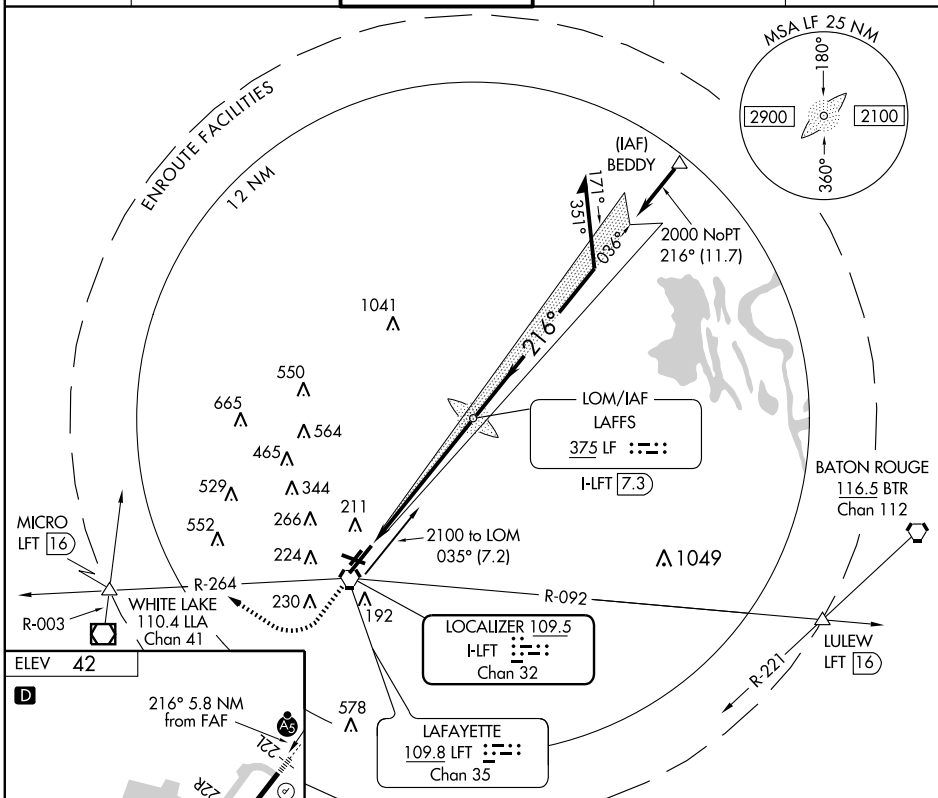 MSA LF 25 NM
180°
2900
2100
360°
ENROUTE FACILITIES
12 NM
(IAF)
BEDDY
171°
351°
036°
2000 NoPT
216° (11.7)
216°
1041
550
665
564
465
529
344
266
211
552
224
LOM/IAF
LAFFS
375 LF
I-LFT 7.3
BATON ROUGE
116.5 BTR
Chan 112
MICRO
LFT 16
2100 to LOM
035° (7.2)
1049
R-264
R-003
WHITE LAKE
110.4 LLA
Chan 41
230
192
R-092
LOCALIZER 109.5
I-LFT
Chan 32
LULEW
LFT 16
R-221
ELEV 42
D
216° 5.8 NM
from FAF
A5
22L
22R
P
578
LAFAYETTE
109.8 LFT
Chan 35